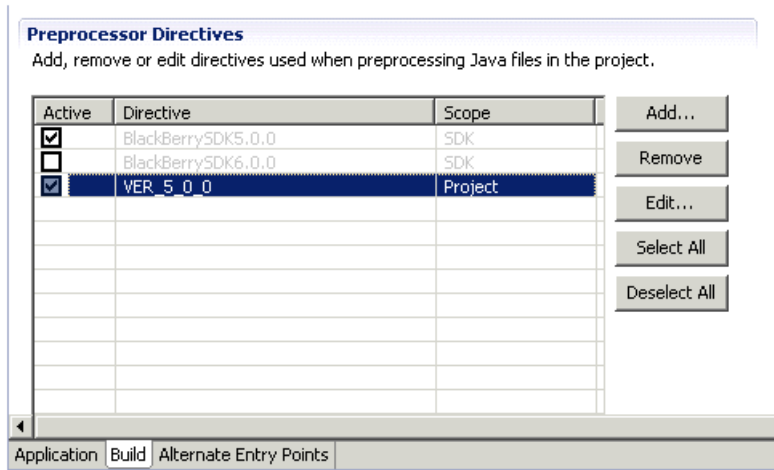 Preprocessor Directives
Add, remove or edit directives used when preprocessing Java files in the project.
Active Directive Scope Add...
BlackBerrySDK5.0.0 SDK
BlackBerrySDK6.0.0 SDK Remove
VER_5_0_0 Project
Edit...
Select All
Deselect All
Application Build Alternate Entry Points